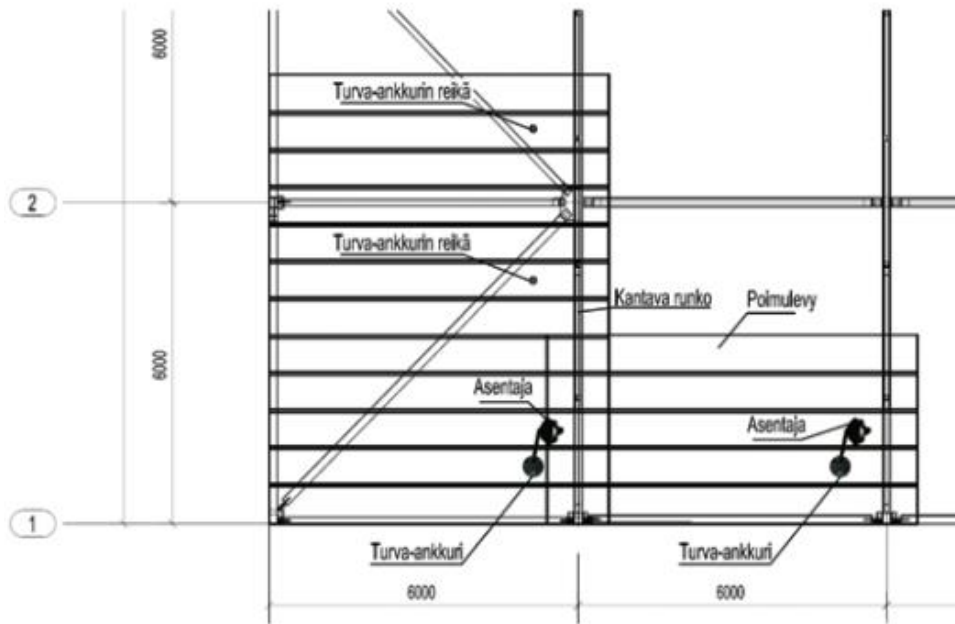 6000
Turva-ankkurin reikä
2
Turva-ankkurin reikä
Kantava runko
Poimulevy
6000
Asentaja
Asentaja
1
Turva-ankkuri
Turva-ankkuri
6000
6000